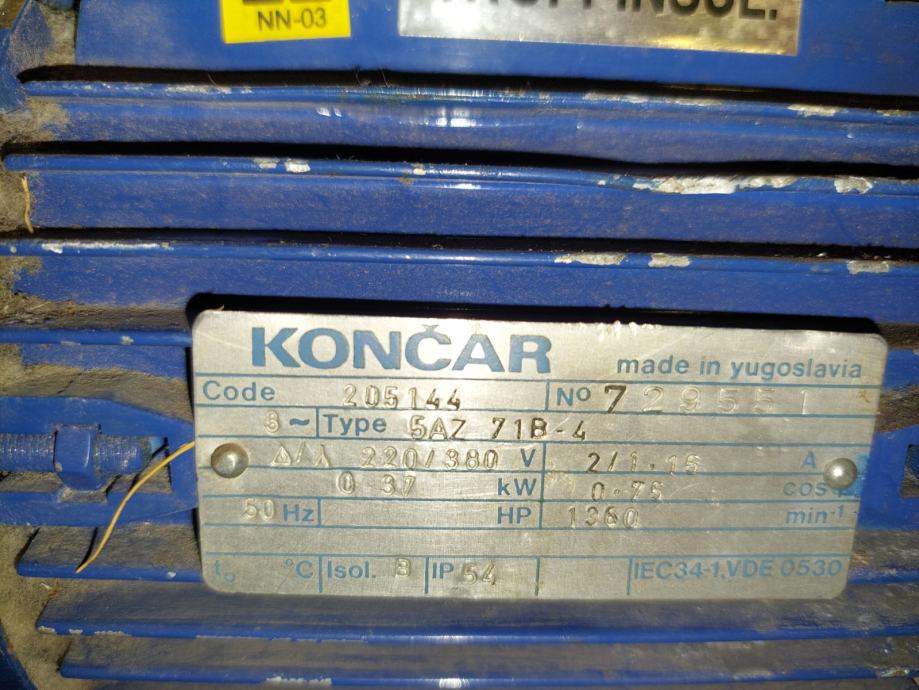 NN-03
KONČAR made in yugoslavia
Code 205144 No 729551
3~ Type 5AZ 71B-4
Δ/⅄ 220/380 V 2/1.15 A
0.37 kW 0.75 cos
50 Hz HP 1360 min-1
to °C Isol. B IP 54 IEC34-1.VDE 0530